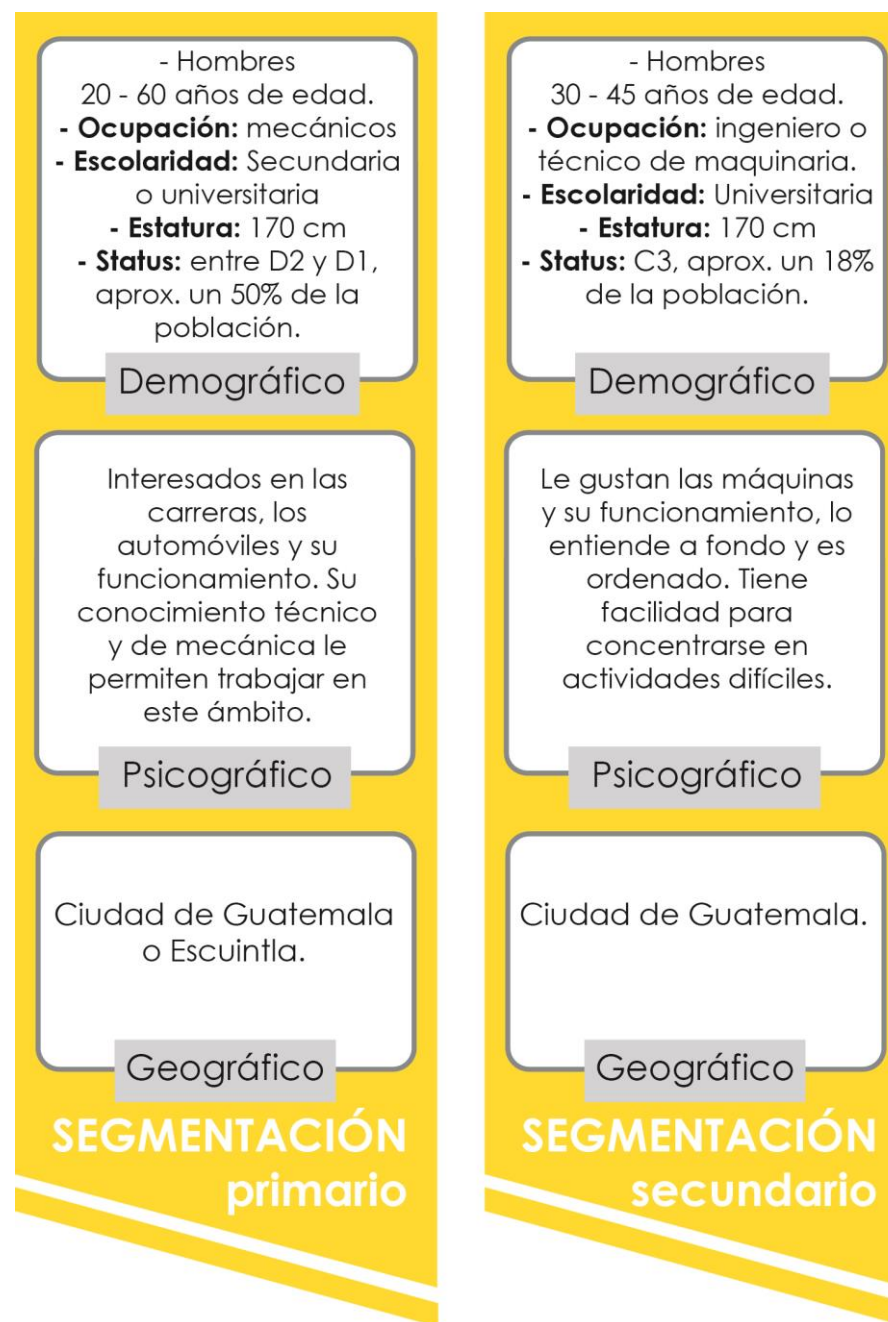 - Hombres
20 - 60 años de edad.
- Ocupación: mecánicos
- Escolaridad: Secundaria
o universitaria
- Estatura: 170 cm
- Status: entre D2 y D1,
aprox. un 50% de la
población.
Demográfico
Interesados en las
carreras, los
automóviles y su
funcionamiento. Su
conocimiento técnico
y de mecánica le
permiten trabajar en
este ámbito.
Psicográfico
Ciudad de Guatemala
o Escuintla.
Geográfico
SEGMENTACIÓN
primario
- Hombres
30 - 45 años de edad.
- Ocupación: ingeniero o
técnico de maquinaria.
- Escolaridad: Universitaria
- Estatura: 170 cm
- Status: C3, aprox. un 18%
de la población.
Demográfico
Le gustan las máquinas
y su funcionamiento, lo
entiende a fondo y es
ordenado. Tiene
facilidad para
concentrarse en
actividades difíciles.
Psicográfico
Ciudad de Guatemala.
Geográfico
SEGMENTACIÓN
secundario